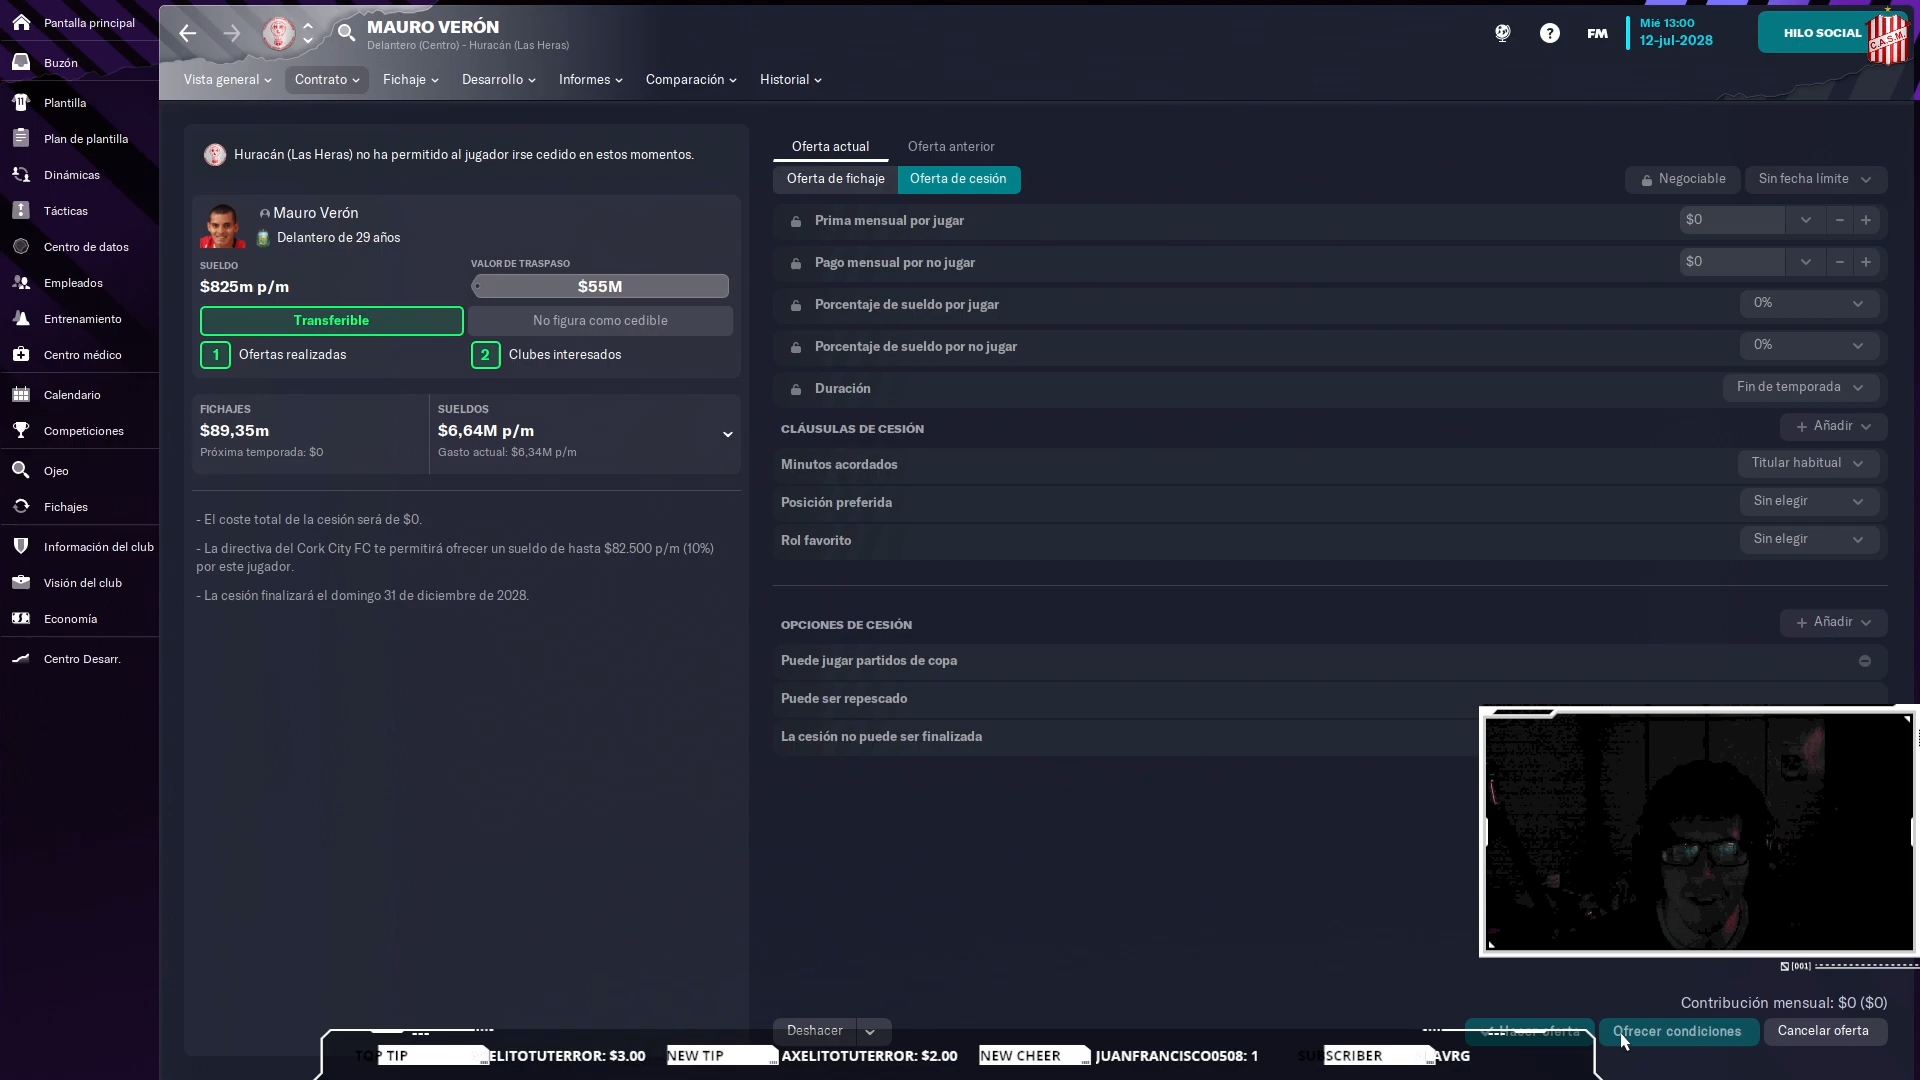 Pantalla principal
Buzón
Plantilla
Plan de plantilla
Dinámicas
Tácticas
Centro de datos
Empleados
Entrenamiento
Centro médico
Calendario
Competiciones
Ojeo
Fichajes
Información del club
Visión del club
Economía
Centro Desarr.
MAURO VERÓN
Delantero (Centro) - Huracán (Las Heras)
FM
Mié 13:00
12-jul-2028
HILO SOCIAL
C.A.S.M.
Vista general
Contrato
Fichaje
Desarrollo
Informes
Comparación
Historial
Huracán (Las Heras) no ha permitido al jugador irse cedido en estos momentos.
Mauro Verón
Delantero de 29 años
SUELDO
$825m p/m
VALOR DE TRASPASO
$55M
Transferible
No figura como cedible
1 Ofertas realizadas
2 Clubes interesados
FICHAJES
$89,35m
Próxima temporada: $0
SUELDOS
$6,64M p/m
Gasto actual: $6,34M p/m
- El coste total de la cesión será de $0.
- La directiva del Cork City FC te permitirá ofrecer un sueldo de hasta $82.500 p/m (10%)
por este jugador.
- La cesión finalizará el domingo 31 de diciembre de 2028.
Oferta actual
Oferta anterior
Oferta de fichaje
Oferta de cesión
Negociable
Sin fecha límite
Prima mensual por jugar $0
Pago mensual por no jugar $0
Porcentaje de sueldo por jugar 0%
Porcentaje de sueldo por no jugar 0%
Duración Fin de temporada
CLÁUSULAS DE CESIÓN + Añadir
Minutos acordados Titular habitual
Posición preferida Sin elegir
Rol favorito Sin elegir
OPCIONES DE CESIÓN + Añadir
Puede jugar partidos de copa
Puede ser repescado
La cesión no puede ser finalizada
[001]
Contribución mensual: $0 ($0)
Deshacer
Hacer oferta
Ofrecer condiciones
Cancelar oferta
TOP TIP
ELITOTUTERROR: $3.00
NEW TIP
AXELITOTUTERROR: $2.00
NEW CHEER
JUANFRANCISCO0508: 1
SUBSCRIBER
AVRG